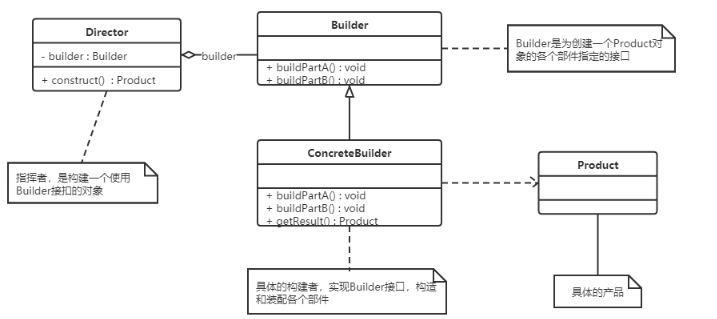 Director
- builder : Builder
+ construct() : Product
builder
Builder
+ buildPartA() : void
+ buildPartB() : void
Builder是为创建一个Product对
象的各个部件指定的接口
指挥者，是构建一个使用
Builder接扣的对象
ConcreteBuilder
+ buildPartA() : void
+ buildPartB() : void
+ getResult() : Product
Product
具体的构建者，实现Builder接口，构造
和装配各个部件
具体的产品